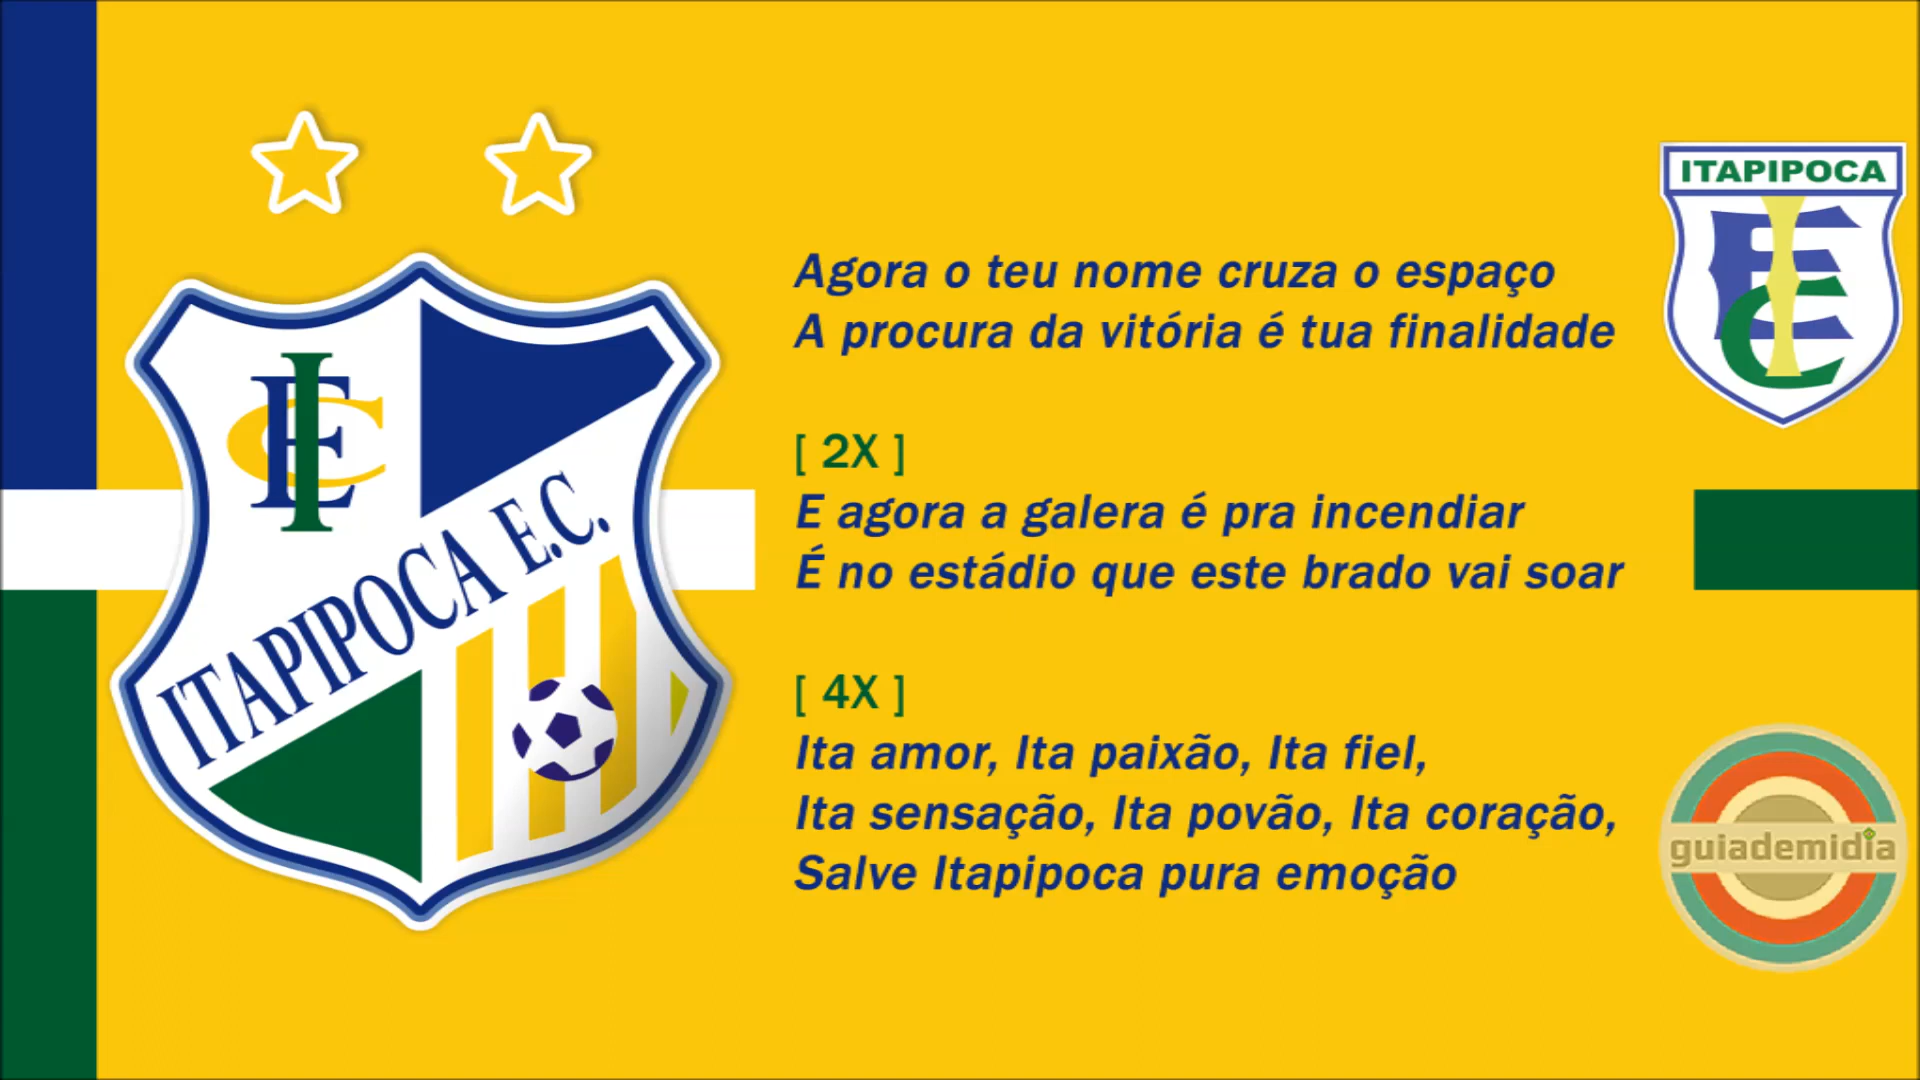 IEC
ITAPIPOCA E.C.
Agora o teu nome cruza o espaço
A procura da vitória é tua finalidade
[ 2X ]
E agora a galera é pra incendiar
É no estádio que este brado vai soar
[ 4X ]
Ita amor, Ita paixão, Ita fiel,
Ita sensação, Ita povão, Ita coração,
Salve Itapipoca pura emoção
ITAPIPOCA
IEC
guiademidia